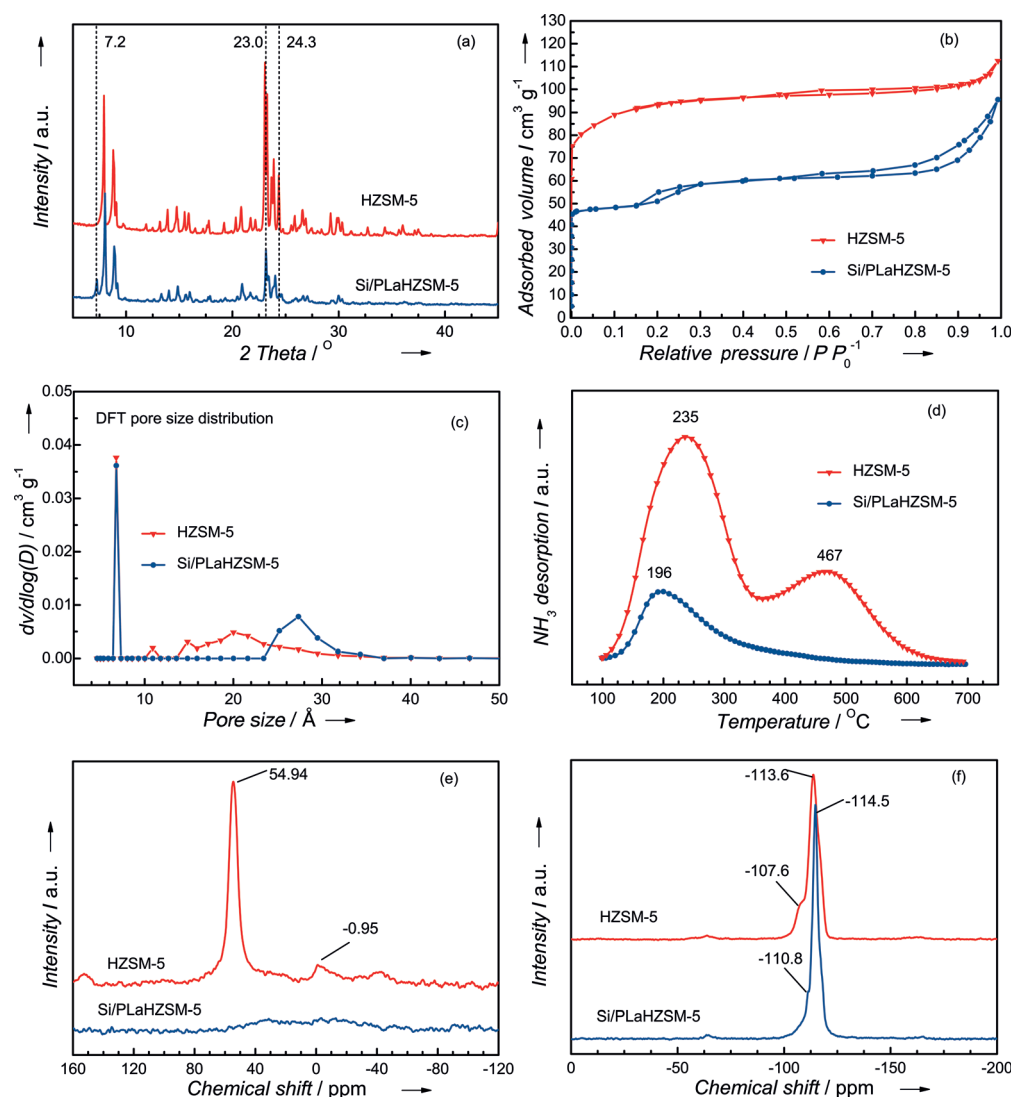 7.2
23.0
24.3
(a)
HZSM-5
Si/PLaHZSM-5
Intensity / a.u.
10
20
30
40
2 Theta / O
(b)
130
120
110
100
90
80
70
60
50
40
30
20
10
0
Adsorbed volume / cm3 g-1
HZSM-5
Si/PLaHZSM-5
0.0 0.1 0.2 0.3 0.4 0.5 0.6 0.7 0.8 0.9 1.0
Relative pressure / P P0-1
DFT pore size distribution
(c)
0.05
0.04
0.03
0.02
0.01
0.00
dv/dlog(D) / cm3 g-1
HZSM-5
Si/PLaHZSM-5
10 20 30 40 50
Pore size / Å
(d)
235
467
196
HZSM-5
Si/PLaHZSM-5
NH3 desorption / a.u.
100 200 300 400 500 600 700
Temperature / OC
(e)
54.94
-0.95
HZSM-5
Si/PLaHZSM-5
Intensity / a.u.
160 120 80 40 0 -40 -80 -120
Chemical shift / ppm
(f)
-113.6
-114.5
-107.6
HZSM-5
-110.8
Si/PLaHZSM-5
Intensity / a.u.
0 -50 -100 -150 -200
Chemical shift / ppm